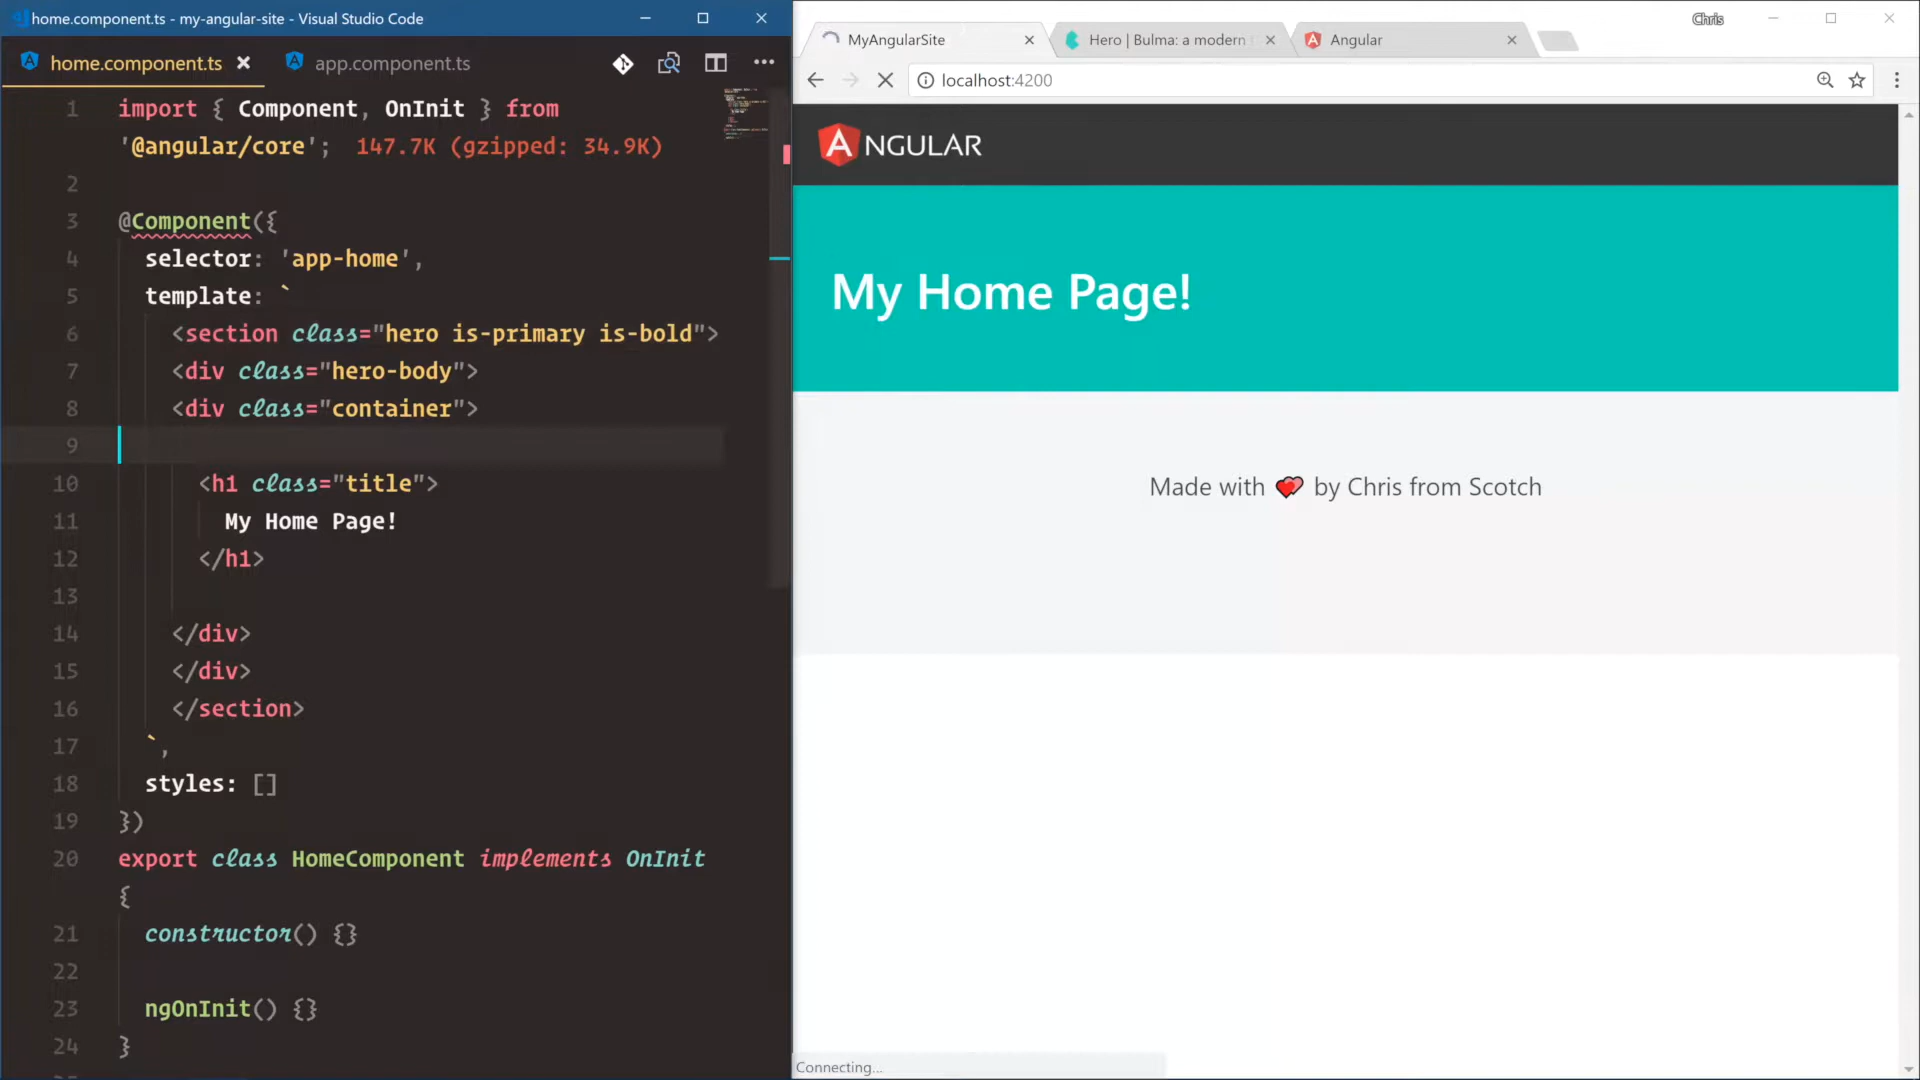 home.component.ts - my-angular-site - Visual Studio Code
home.component.ts
app.component.ts
1 import { Component, OnInit } from
'@angular/core'; 147.7K (gzipped: 34.9K)
2
3 @Component({
4 selector: 'app-home',
5 template: `
6 <section class="hero is-primary is-bold">
7 <div class="hero-body">
8 <div class="container">
9
10 <h1 class="title">
11 My Home Page!
12 </h1>
13
14 </div>
15 </div>
16 </section>
17 `,
18 styles: []
19 })
20 export class HomeComponent implements OnInit
{
21 constructor() {}
22
23 ngOnInit() {}
24 }
Chris
MyAngularSite
Hero | Bulma: a modern
Angular
localhost:4200
ANGULAR
My Home Page!
Made with 💕 by Chris from Scotch
Connecting...